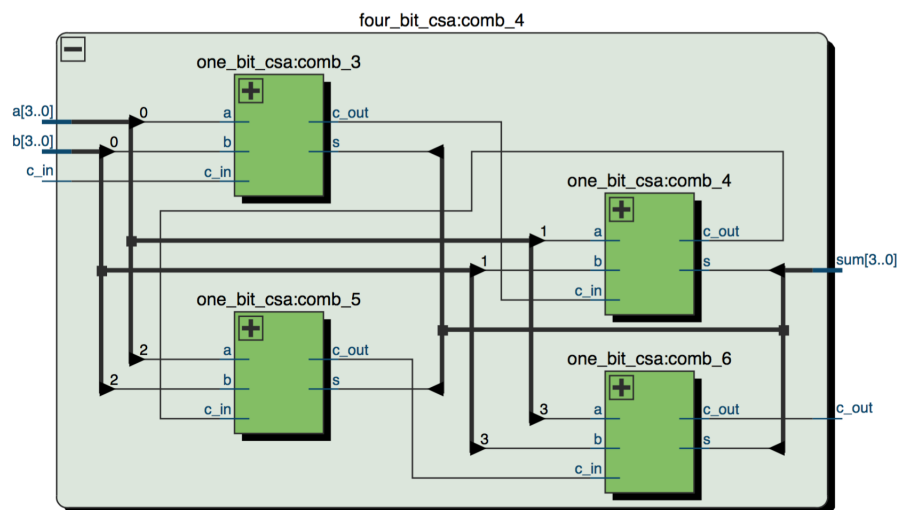 four_bit_csa:comb_4
one_bit_csa:comb_3
a[3..0]
0
a
c_out
b[3..0]
0
b
s
c_in
c_in
one_bit_csa:comb_4
1
a
c_out
1
b
s
sum[3..0]
c_in
one_bit_csa:comb_5
2
a
c_out
2
b
s
c_in
one_bit_csa:comb_6
3
a
c_out
c_out
3
b
s
c_in